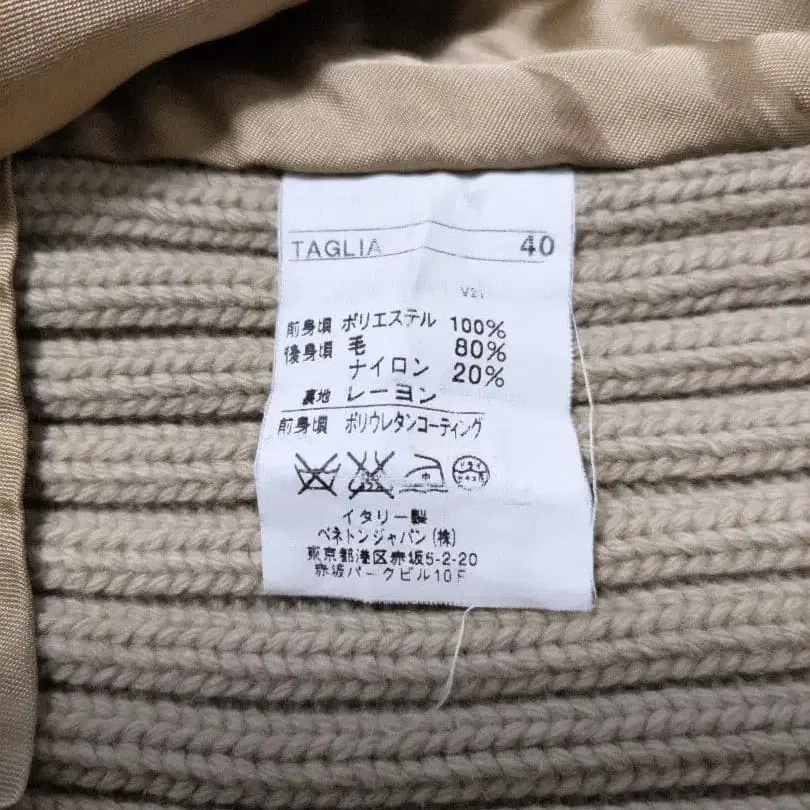 TAGLIA 40
前身頃 ポリエステル 100%
後身頃 毛 80%
ナイロン 20%
裏地 レーヨン
前身頃 ポリウレタンコーティング
イタリー製
ベネトンジャパン(株)
東京都港区赤坂5-2-20
赤坂パークビル10F